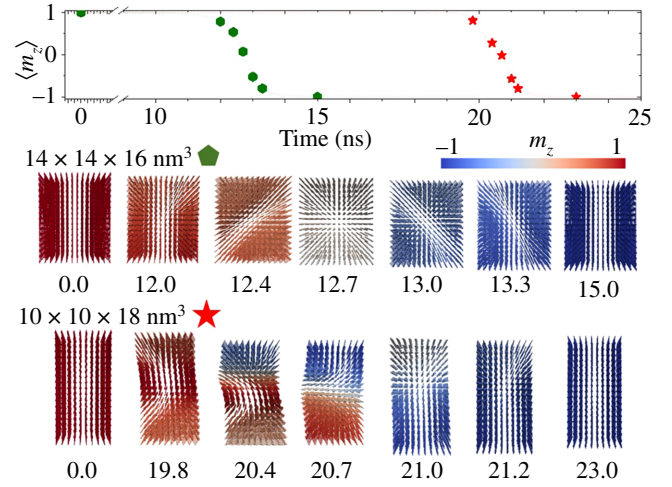 1
0
−1
⟨m_z⟩
0 10 15 20 25
Time (ns)
14 × 14 × 16 nm³
−1 m_z 1
0.0 12.0 12.4 12.7 13.0 13.3 15.0
10 × 10 × 18 nm³
0.0 19.8 20.4 20.7 21.0 21.2 23.0